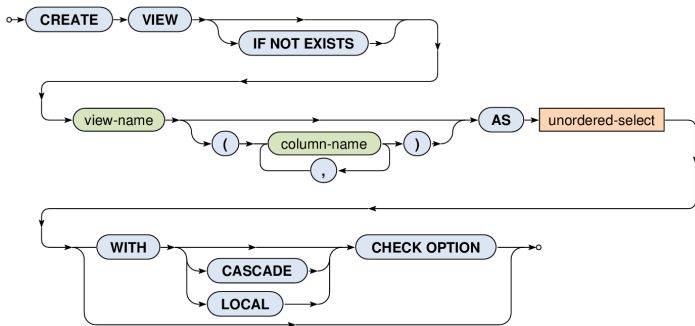 CREATE VIEW
IF NOT EXISTS
view-name AS unordered-select
( column-name )
,
WITH CHECK OPTION
CASCADE
LOCAL